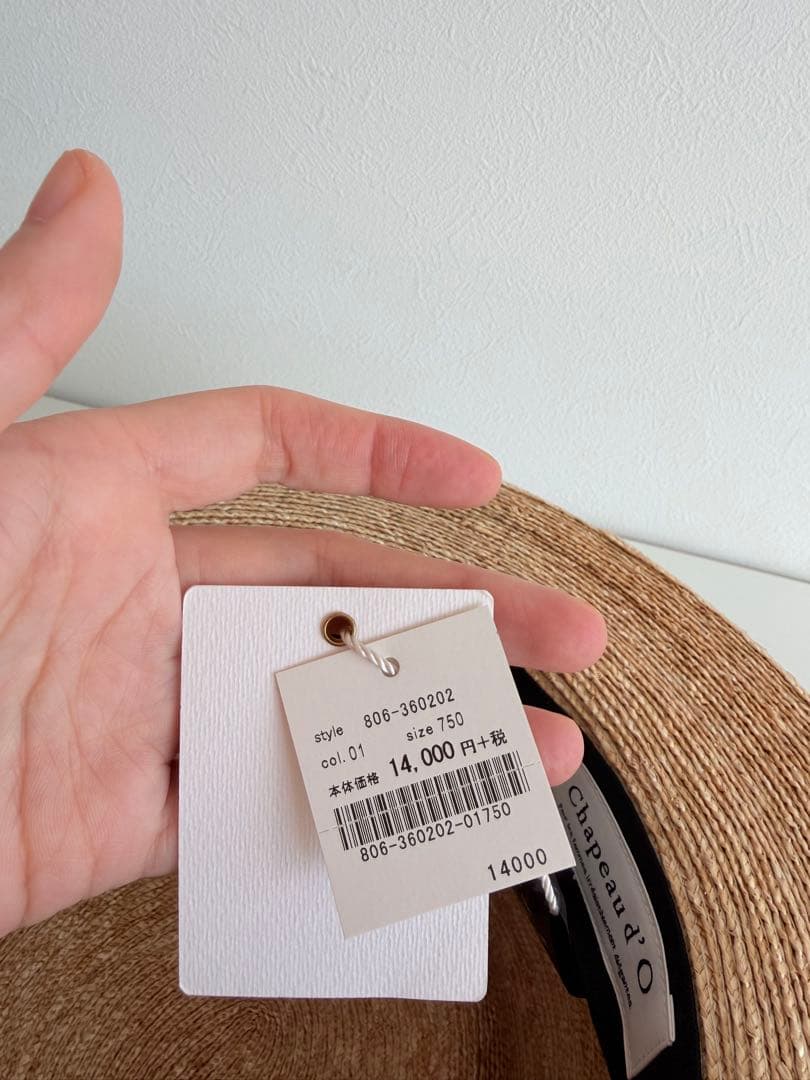 style 806-360202
col.01 size 750
本体価格 14,000 円+税
806-360202-01750
14000
Chapeau d' O